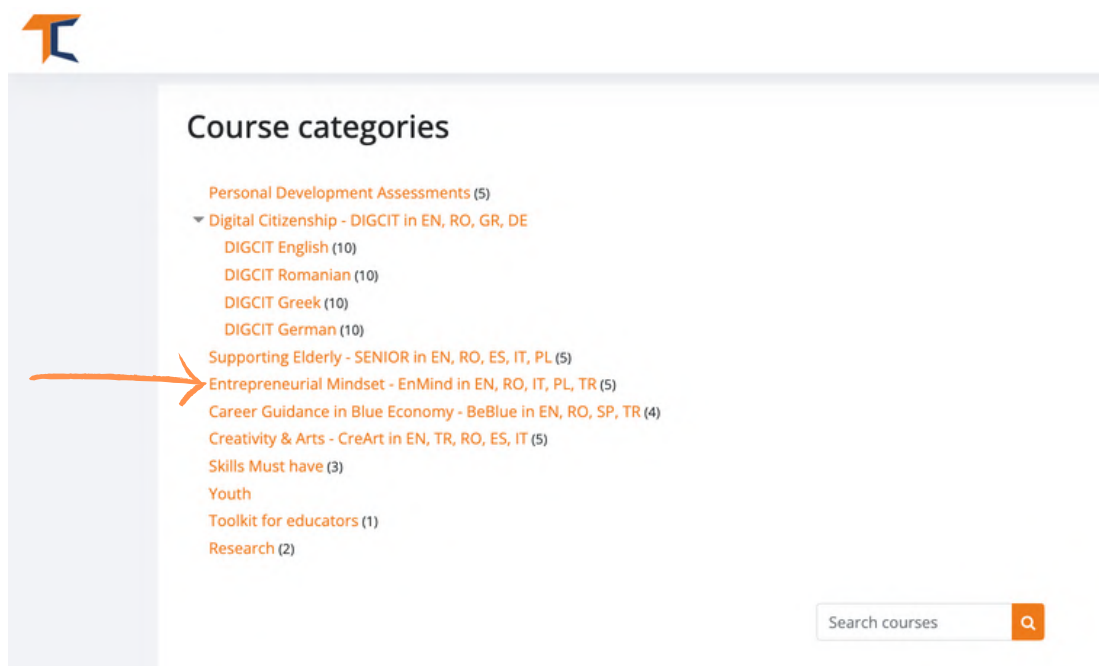 TC
Course categories
Personal Development Assessments (5)
Digital Citizenship - DIGCIT in EN, RO, GR, DE
DIGCIT English (10)
DIGCIT Romanian (10)
DIGCIT Greek (10)
DIGCIT German (10)
Supporting Elderly - SENIOR in EN, RO, ES, IT, PL (5)
Entrepreneurial Mindset - EnMind in EN, RO, IT, PL, TR (5)
Career Guidance in Blue Economy - BeBlue in EN, RO, SP, TR (4)
Creativity & Arts - CreArt in EN, TR, RO, ES, IT (5)
Skills Must have (3)
Youth
Toolkit for educators (1)
Research (2)
Search courses